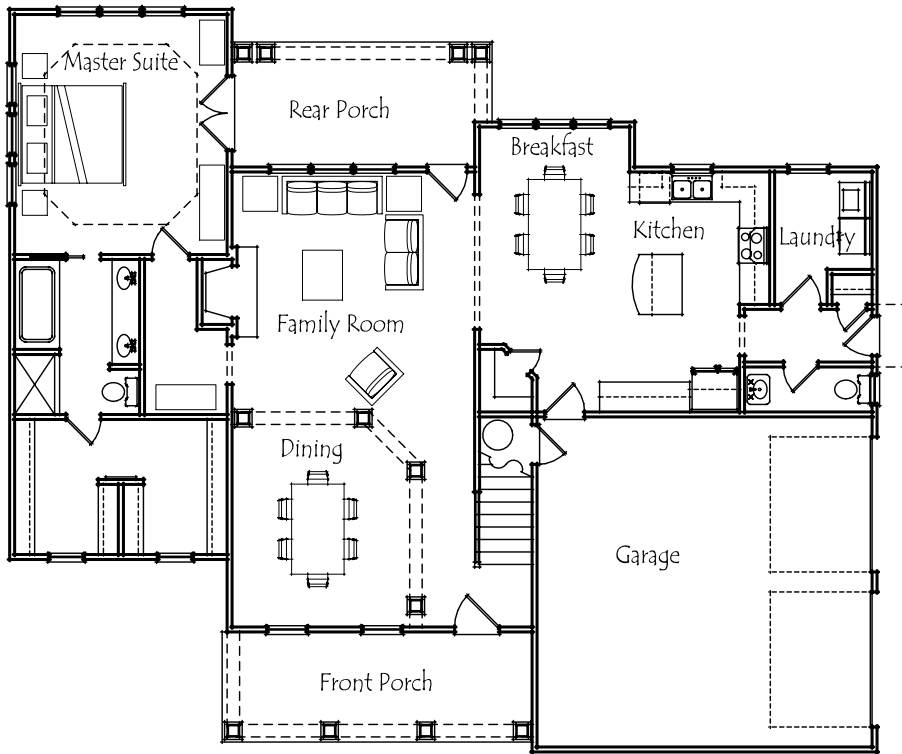 Master Suite
Rear Porch
Breakfast
Kitchen
Laundry
Family Room
Dining
Garage
Front Porch